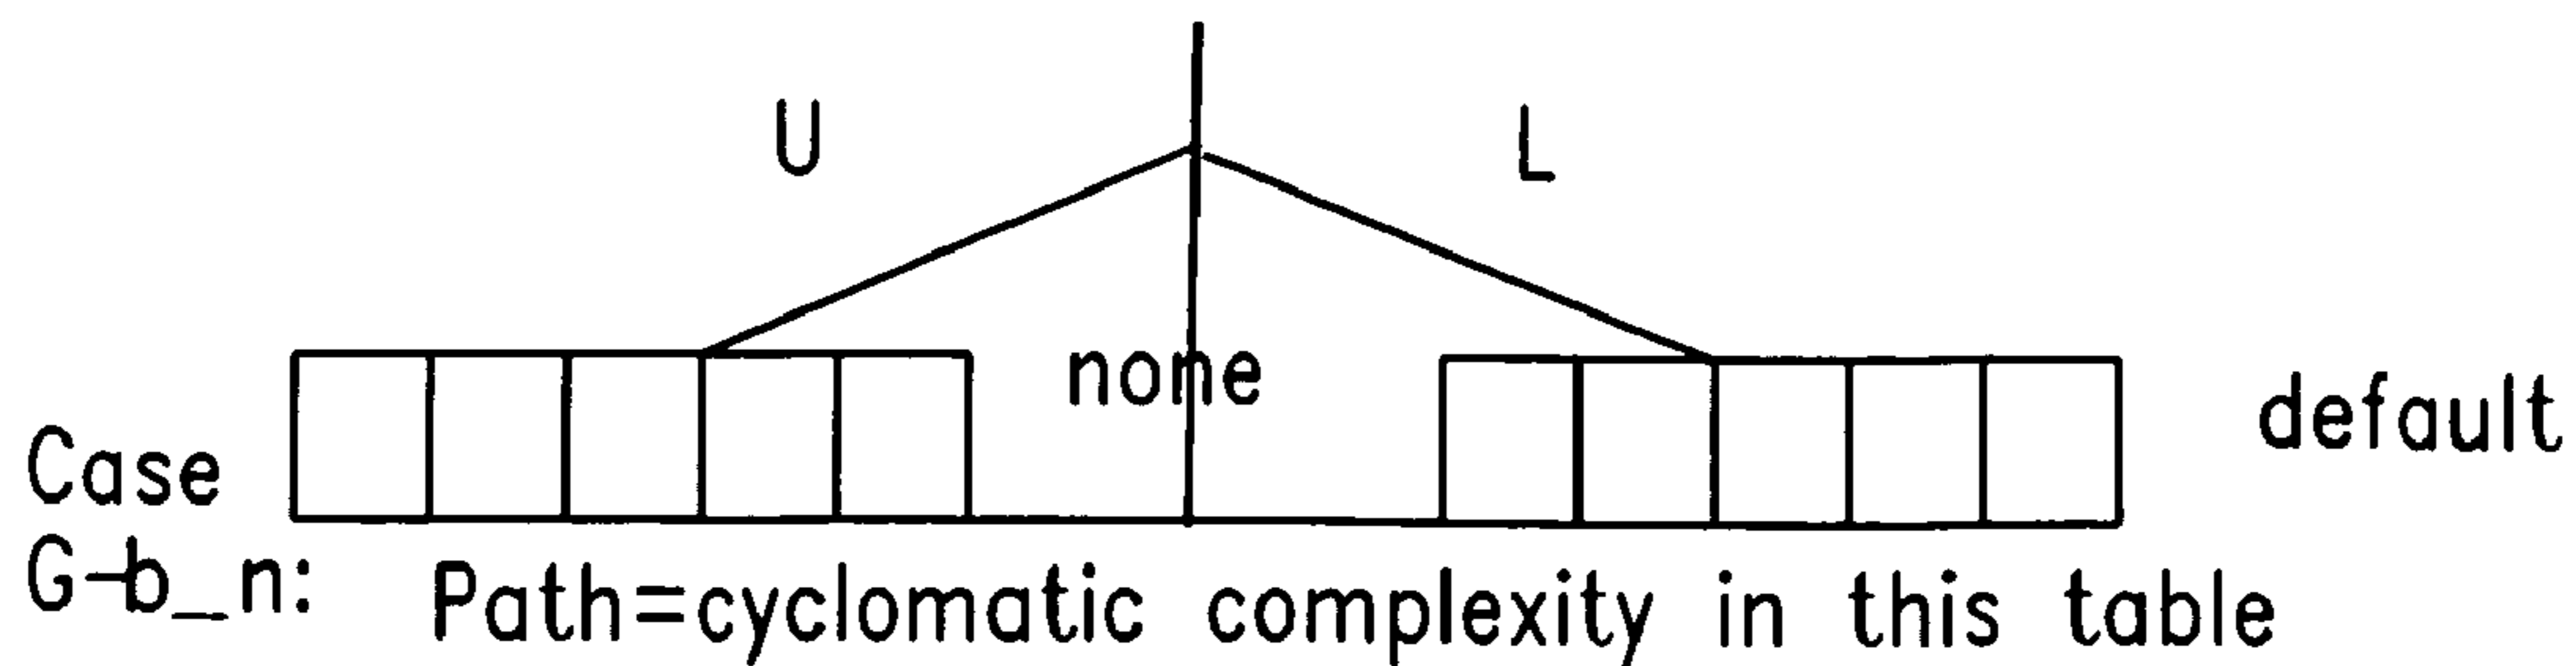 U L
none
default
Case
G-b_n: Path=cyclomatic complexity in this table